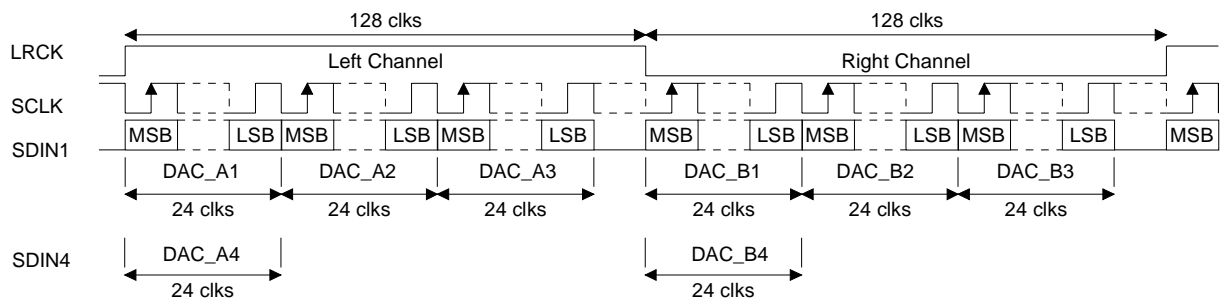 128 clks 128 clks
LRCK Left Channel Right Channel
SCLK
SDIN1 MSB LSB MSB LSB MSB LSB MSB LSB MSB LSB MSB LSB MSB
DAC_A1 DAC_A2 DAC_A3 DAC_B1 DAC_B2 DAC_B3
24 clks 24 clks 24 clks 24 clks 24 clks 24 clks
SDIN4 DAC_A4 DAC_B4
24 clks 24 clks